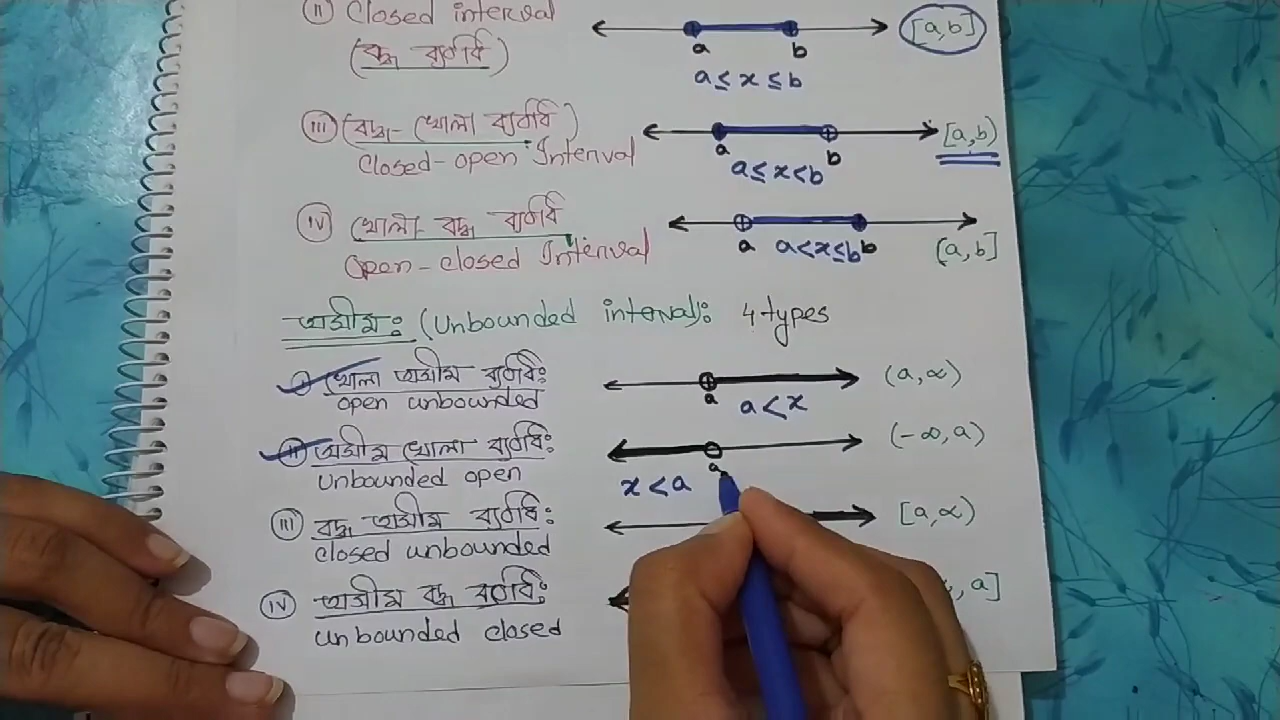 II) Closed interval
(বদ্ধ ব্যবধি)
a b
[a,b]
a ≤ x ≤ b
III) (বদ্ধ-খোলা ব্যবধি)
Closed-open Interval
a b
[a,b)
a ≤ x < b
IV) খোলা-বদ্ধ ব্যবধি
Open-closed Interval
a a < x ≤ b b
(a,b]
অসীম: (Unbounded interval): 4 types
I) খোলা অসীম ব্যবধি:
open unbounded
a
a < x
(a, ∝)
II) অসীম খোলা ব্যবধি:
Unbounded open
a
x < a
(-∞, a)
III) বদ্ধ অসীম ব্যবধি:
closed unbounded
[a, ∝)
IV) অসীম বদ্ধ ব্যবধি:
unbounded closed
, a]